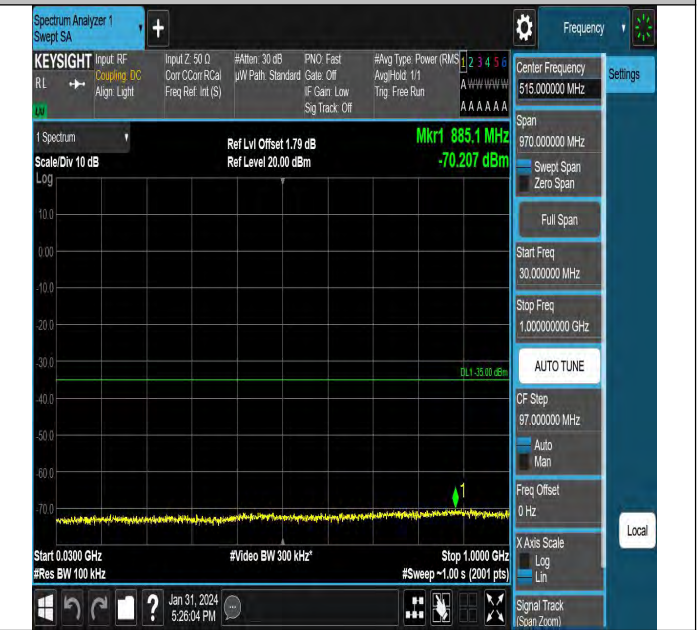 Spectrum Analyzer 1
Swept SA
+
Frequency
KEYSIGHT
RL
Input: RF
Coupling: DC
Align: Light
Input Z: 50 Ω
Corr CCorr RCal
Freq Ref: Int (S)
#Atten: 30 dB
µW Path: Standard
PNO: Fast
Gate: Off
IF Gain: Low
Sig Track: Off
#Avg Type: Power (RMS
Avg|Hold: 1/1
Trig: Free Run
1 2 3 4 5 6
A W W W W W
A A A A A A
1 Spectrum
Scale/Div 10 dB
Log
Ref Lvl Offset 1.79 dB
Ref Level 20.00 dBm
Mkr1 885.1 MHz
-70.207 dBm
10.0
0.00
-10.0
-20.0
-30.0
DL1 -35.00 dBm
-40.0
-50.0
-60.0
1
-70.0
Start 0.0300 GHz
#Res BW 100 kHz
#Video BW 300 kHz*
Stop 1.0000 GHz
#Sweep ~1.00 s (2001 pts)
?
Jan 31, 2024
5:26:04 PM
Center Frequency
515.000000 MHz
Settings
Span
970.000000 MHz
Swept Span
Zero Span
Full Span
Start Freq
30.000000 MHz
Stop Freq
1.000000000 GHz
AUTO TUNE
CF Step
97.000000 MHz
Auto
Man
Freq Offset
0 Hz
X Axis Scale
Log
Lin
Local
Signal Track
(Span Zoom)